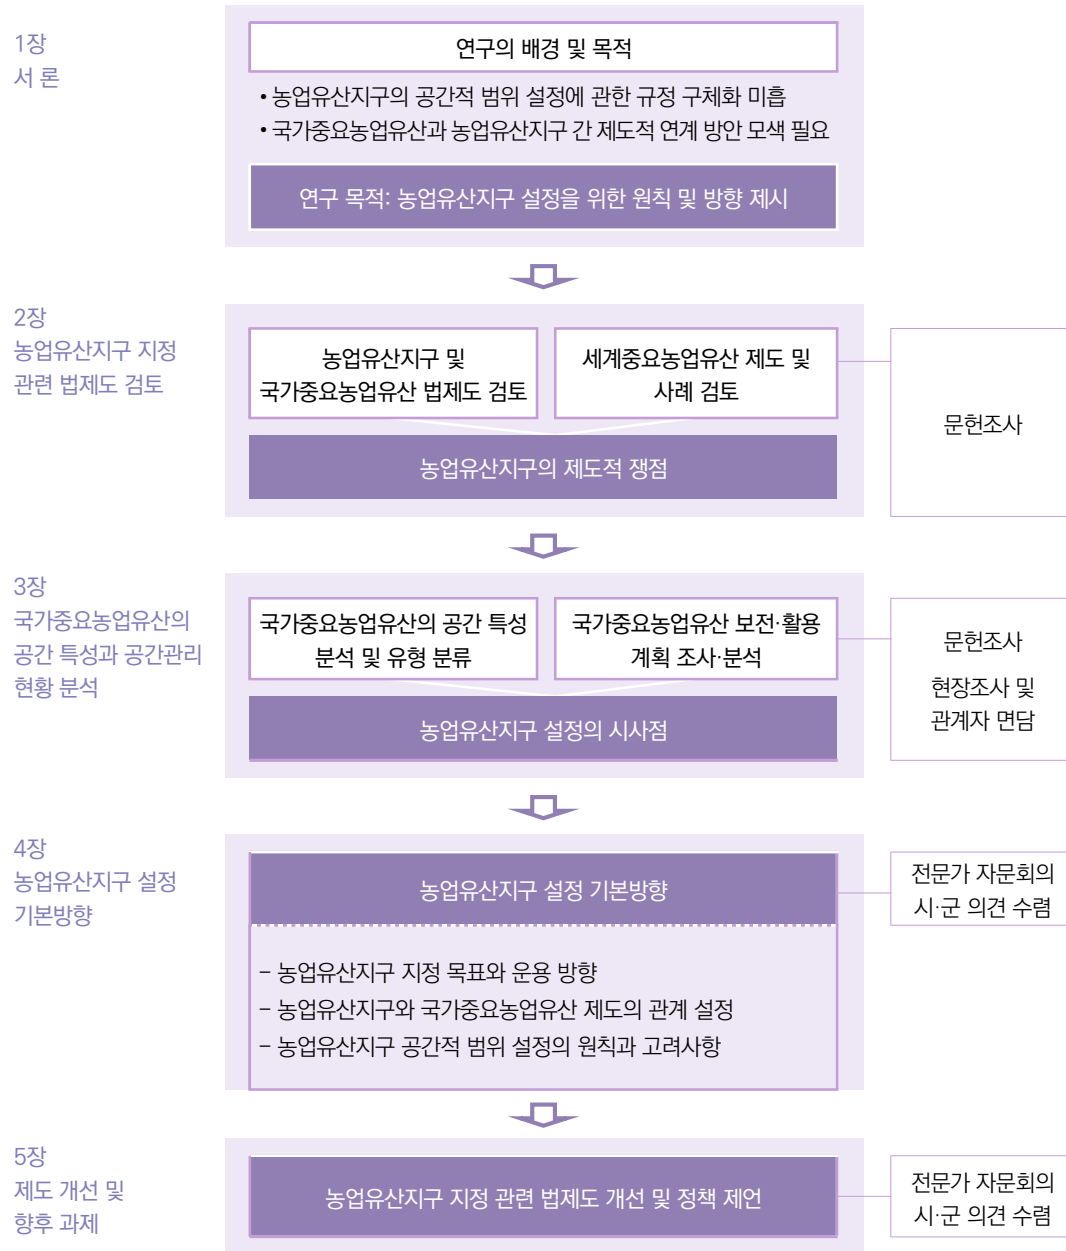 1장
서 론
연구의 배경 및 목적
• 농업유산지구의 공간적 범위 설정에 관한 규정 구체화 미흡
• 국가중요농업유산과 농업유산지구 간 제도적 연계 방안 모색 필요
연구 목적: 농업유산지구 설정을 위한 원칙 및 방향 제시
2장
농업유산지구 지정
관련 법제도 검토
농업유산지구 및
국가중요농업유산 법제도 검토
세계중요농업유산 제도 및
사례 검토
농업유산지구의 제도적 쟁점
문헌조사
3장
국가중요농업유산의
공간 특성과 공간관리
현황 분석
국가중요농업유산의 공간 특성
분석 및 유형 분류
국가중요농업유산 보전·활용
계획 조사·분석
농업유산지구 설정의 시사점
문헌조사
현장조사 및
관계자 면담
4장
농업유산지구 설정
기본방향
농업유산지구 설정 기본방향
– 농업유산지구 지정 목표와 운용 방향
– 농업유산지구와 국가중요농업유산 제도의 관계 설정
– 농업유산지구 공간적 범위 설정의 원칙과 고려사항
전문가 자문회의
시·군 의견 수렴
5장
제도 개선 및
향후 과제
농업유산지구 지정 관련 법제도 개선 및 정책 제언
전문가 자문회의
시·군 의견 수렴